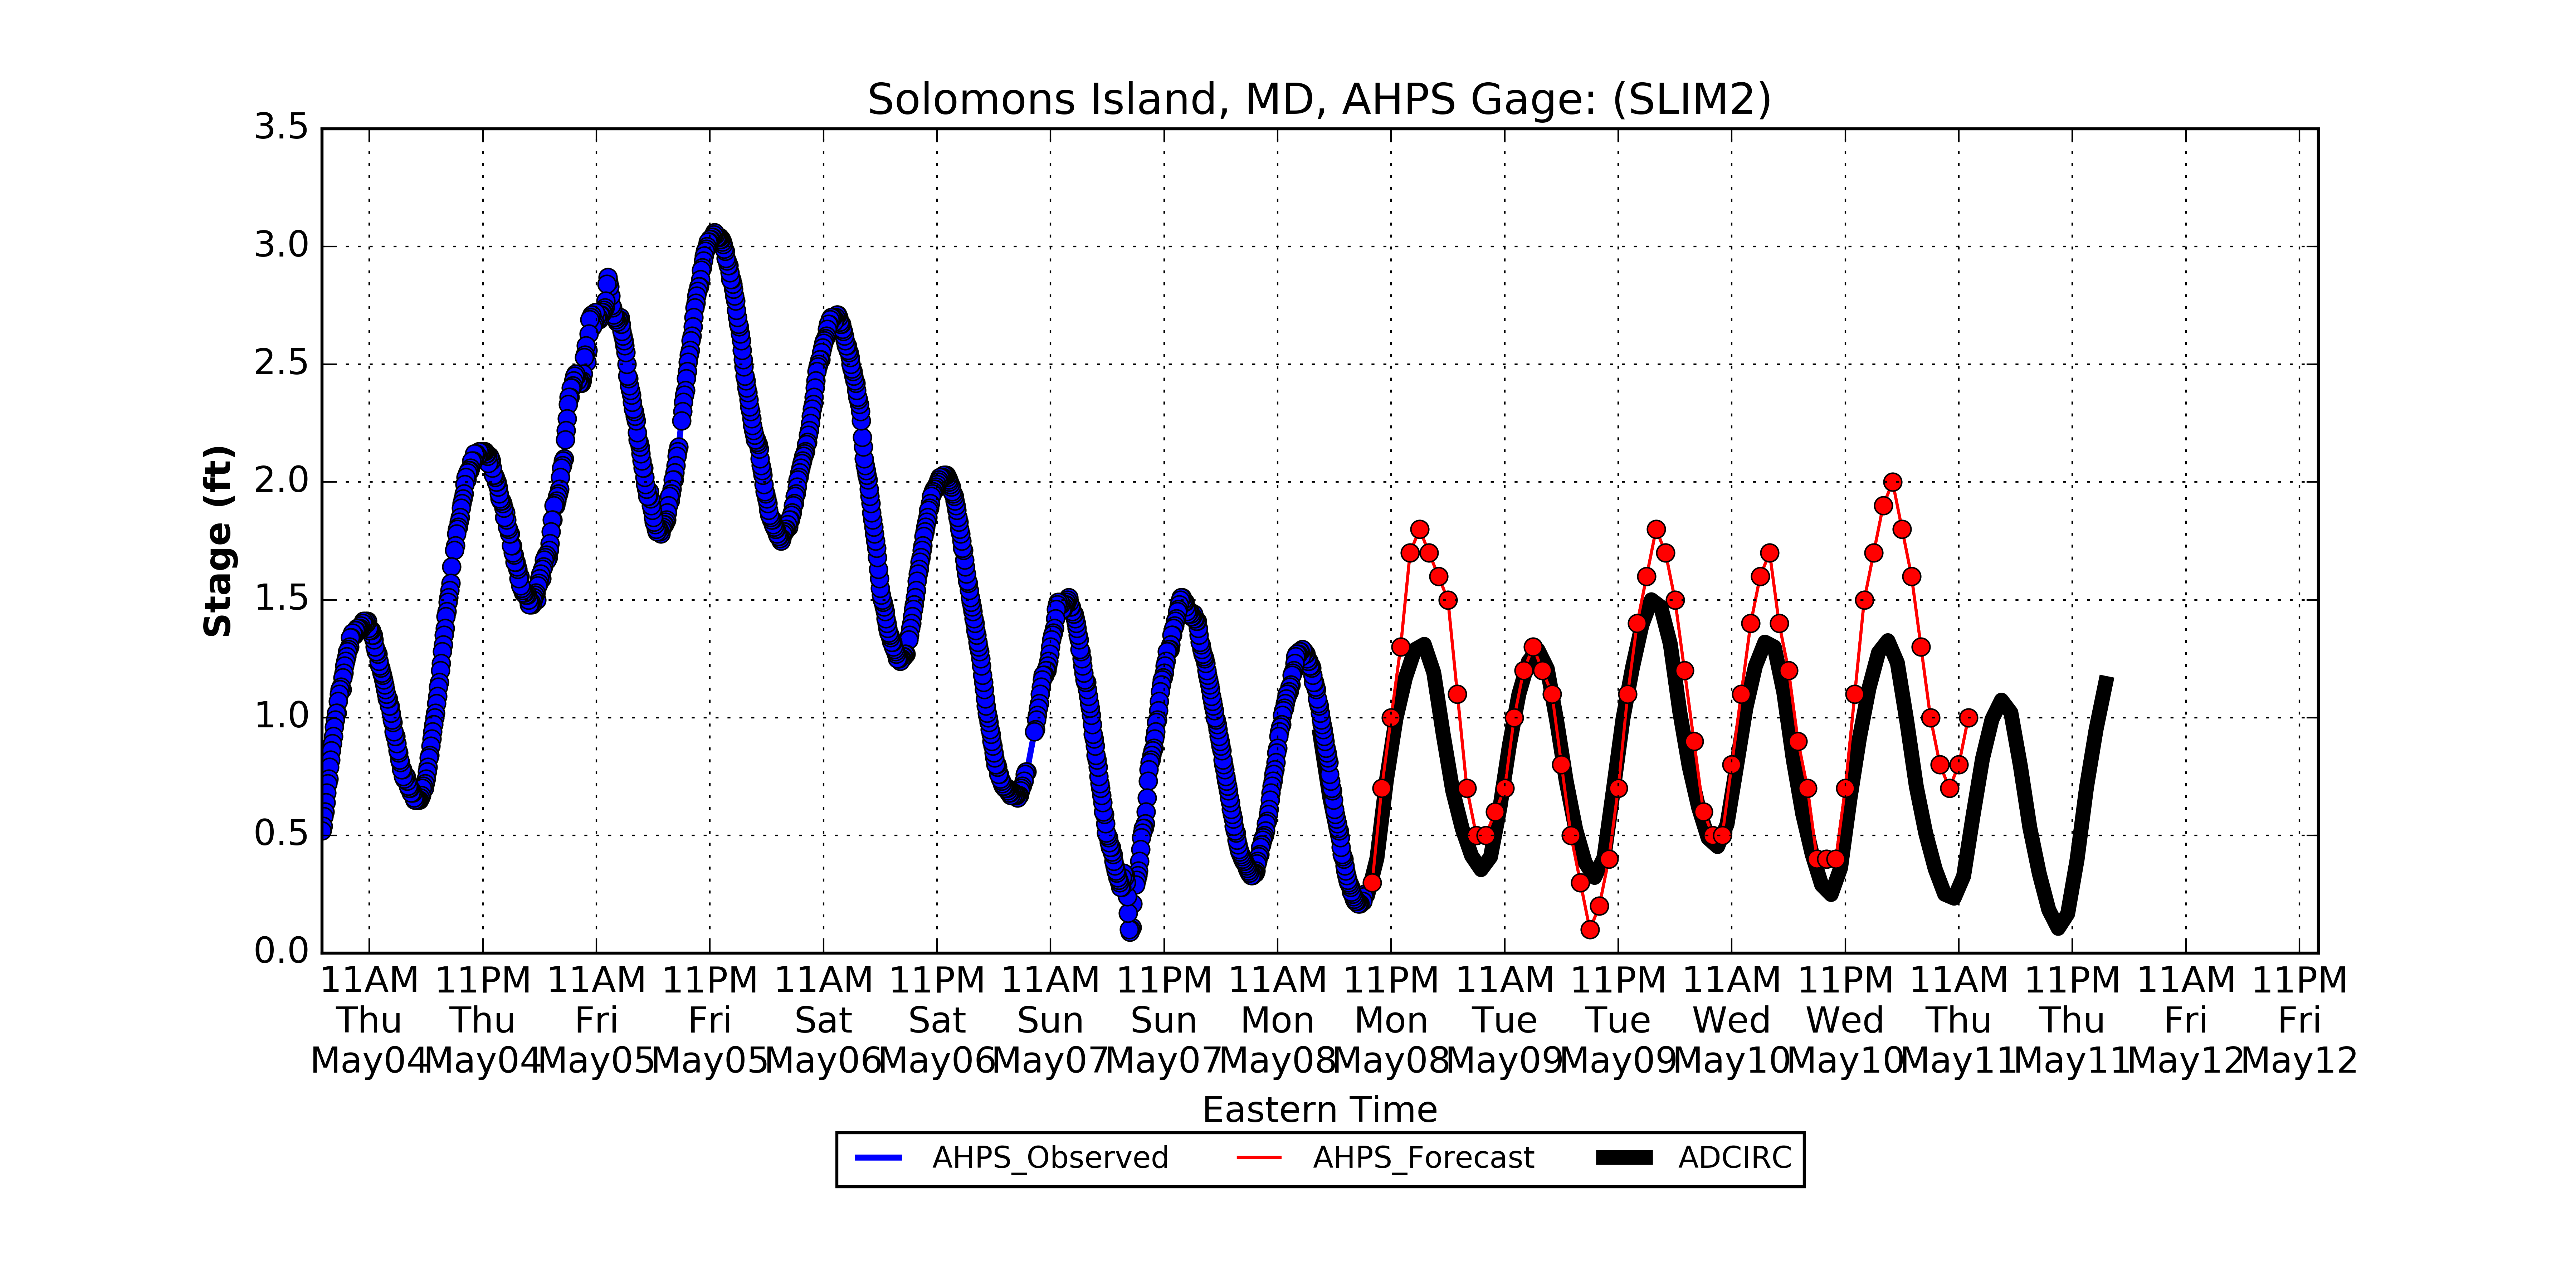 Solomons Island, MD, AHPS Gage: (SLIM2)
3.5
3.0
2.5
2.0
1.5
1.0
0.5
0.0
Stage (ft)
11AM 11PM 11AM 11PM 11AM 11PM 11AM 11PM 11AM 11PM 11AM 11PM 11AM 11PM 11AM 11PM 11AM 11PM
Thu Thu Fri Fri Sat Sat Sun Sun Mon Mon Tue Tue Wed Wed Thu Thu Fri Fri
May04 May04 May05 May05 May06 May06 May07 May07 May08 May08 May09 May09 May10 May10 May11 May11 May12 May12
Eastern Time
AHPS_Observed AHPS_Forecast ADCIRC